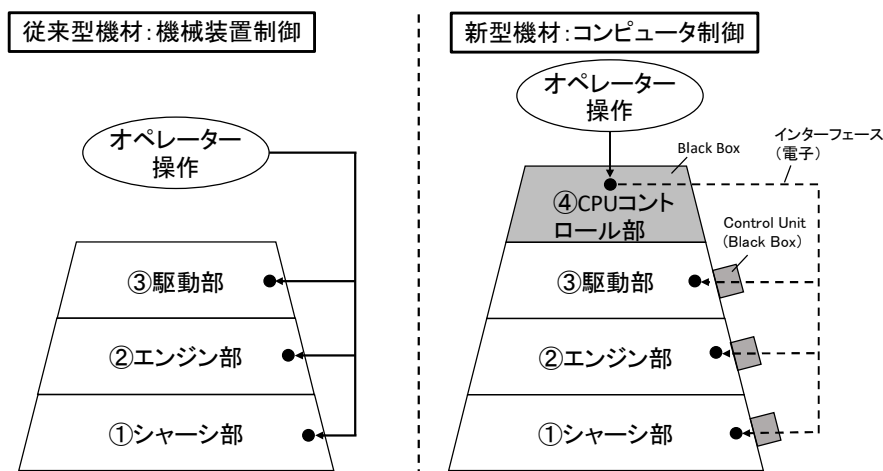 従来型機材：機械装置制御
オペレーター
操作
③駆動部
②エンジン部
①シャーシ部
新型機材：コンピュータ制御
オペレーター
操作
Black Box
インターフェース
（電子）
④CPUコント
ロール部
Control Unit
(Black Box)
③駆動部
②エンジン部
①シャーシ部